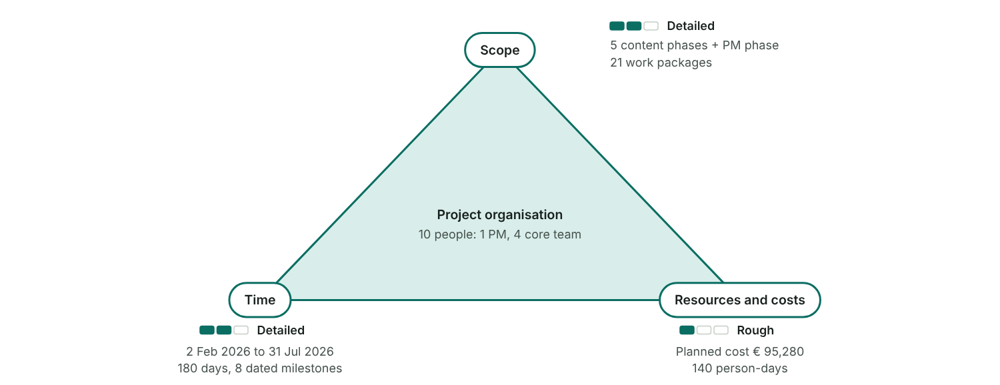 Detailed
5 content phases + PM phase
21 work packages
Scope
Project organisation
10 people: 1 PM, 4 core team
Time
Detailed
2 Feb 2026 to 31 Jul 2026
180 days, 8 dated milestones
Resources and costs
Rough
Planned cost € 95,280
140 person-days